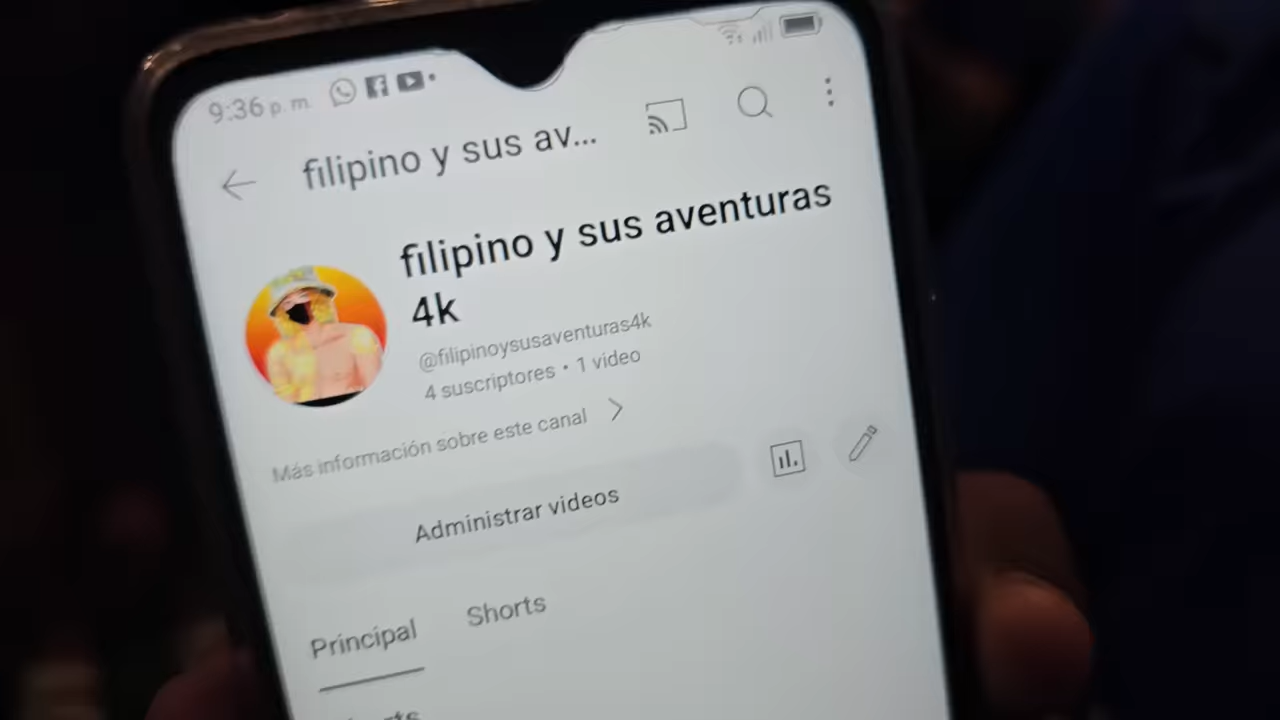 9:36 p. m.
filipino y sus av...
filipino y sus aventuras
4k
@filipinoysusaventuras4k
4 suscriptores • 1 video
Más información sobre este canal
Administrar videos
Principal
Shorts